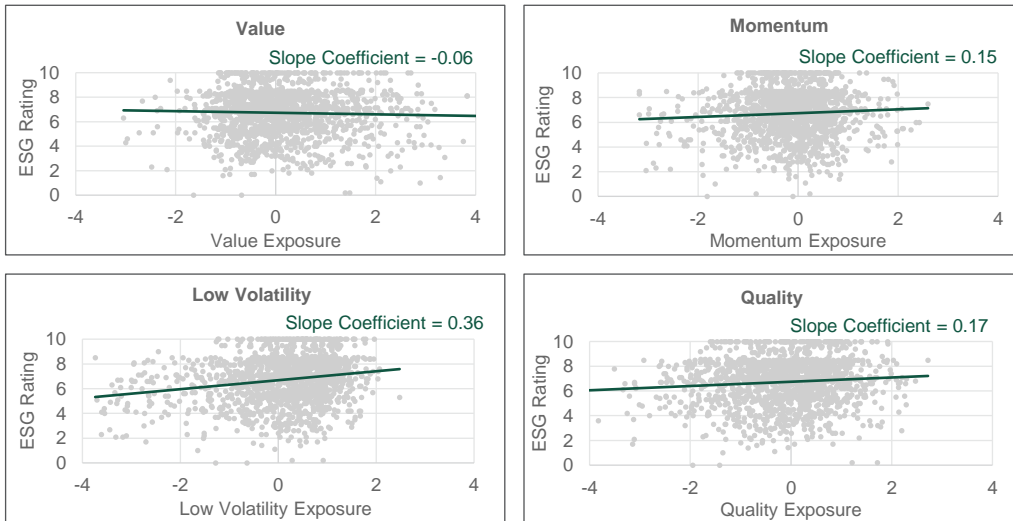 Value
Slope Coefficient = -0.06
ESG Rating
10
8
6
4
2
0
-4 -2 0 2 4
Value Exposure
Momentum
Slope Coefficient = 0.15
ESG Rating
10
8
6
4
2
0
-4 -2 0 2 4
Momentum Exposure
Low Volatility
Slope Coefficient = 0.36
ESG Rating
10
8
6
4
2
0
-4 -2 0 2 4
Low Volatility Exposure
Quality
Slope Coefficient = 0.17
ESG Rating
10
8
6
4
2
0
-4 -2 0 2 4
Quality Exposure